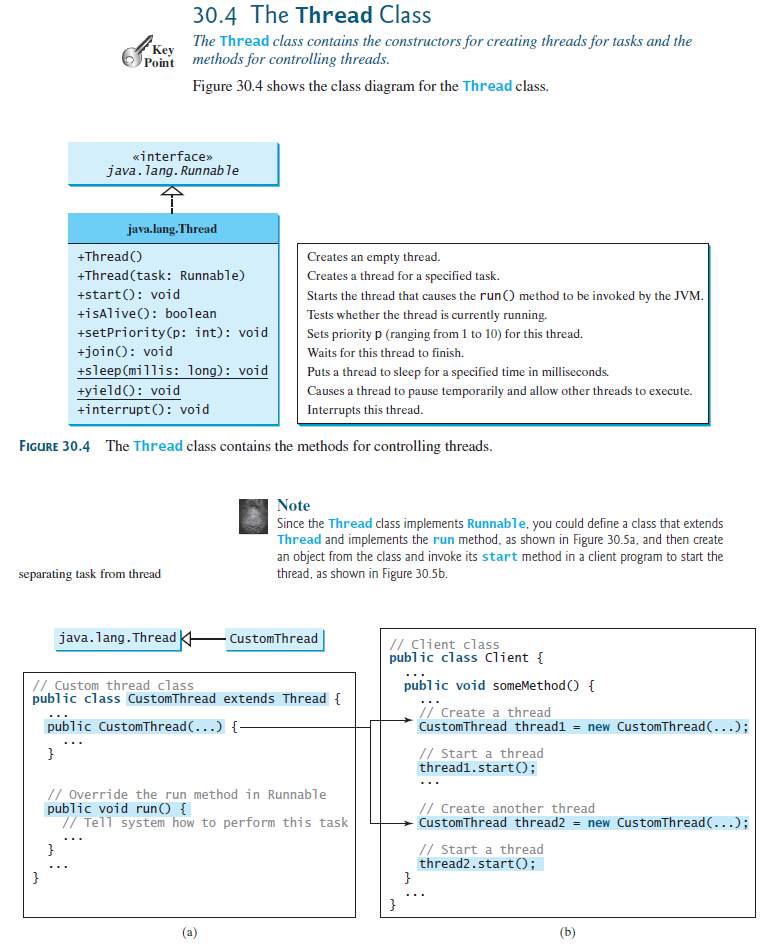 30.4 The Thread Class
Key
Point
The Thread class contains the constructors for creating threads for tasks and the
methods for controlling threads.
Figure 30.4 shows the class diagram for the Thread class.
«interface»
java.lang.Runnable
java.lang.Thread
+Thread()
+Thread(task: Runnable)
+start(): void
+isAlive(): boolean
+setPriority(p: int): void
+join(): void
+sleep(millis: long): void
+yield(): void
+interrupt(): void
Creates an empty thread.
Creates a thread for a specified task.
Starts the thread that causes the run() method to be invoked by the JVM.
Tests whether the thread is currently running.
Sets priority p (ranging from 1 to 10) for this thread.
Waits for this thread to finish.
Puts a thread to sleep for a specified time in milliseconds.
Causes a thread to pause temporarily and allow other threads to execute.
Interrupts this thread.
FIGURE 30.4 The Thread class contains the methods for controlling threads.
Note
Since the Thread class implements Runnable, you could define a class that extends
Thread and implements the run method, as shown in Figure 30.5a, and then create
an object from the class and invoke its start method in a client program to start the
thread, as shown in Figure 30.5b.
separating task from thread
java.lang.Thread
CustomThread
// Custom thread class
public class CustomThread extends Thread {
...
public CustomThread(...) {
...
}
// Override the run method in Runnable
public void run() {
// Tell system how to perform this task
...
}
...
}
(a)
// Client class
public class Client {
...
public void someMethod() {
...
// Create a thread
CustomThread thread1 = new CustomThread(...);
// Start a thread
thread1.start();
...
// Create another thread
CustomThread thread2 = new CustomThread(...);
// Start a thread
thread2.start();
}
...
}
(b)